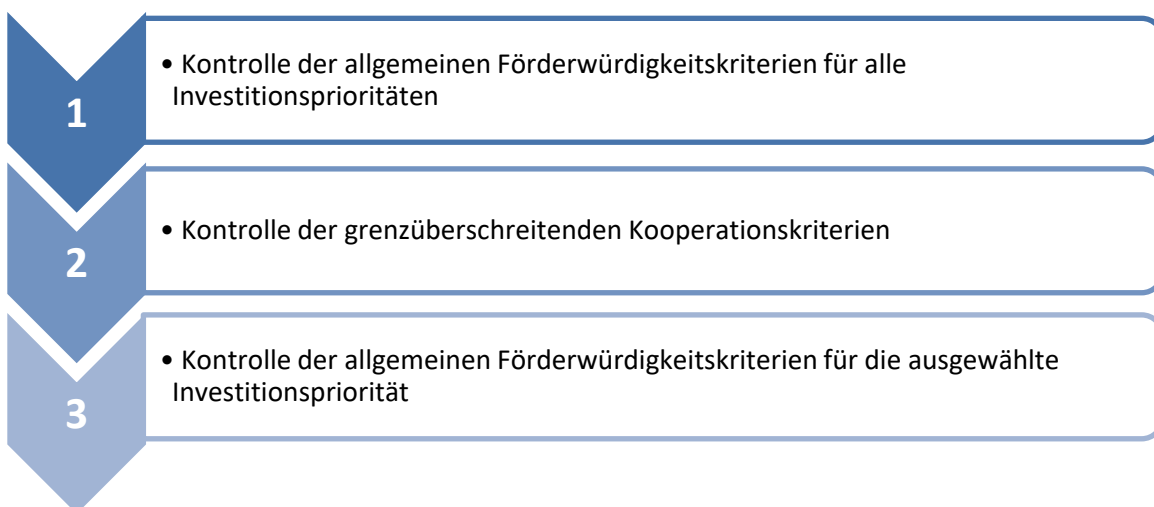 1
• Kontrolle der allgemeinen Förderwürdigkeitskriterien für alle
Investitionsprioritäten
2
• Kontrolle der grenzüberschreitenden Kooperationskriterien
3
• Kontrolle der allgemeinen Förderwürdigkeitskriterien für die ausgewählte
Investitionspriorität